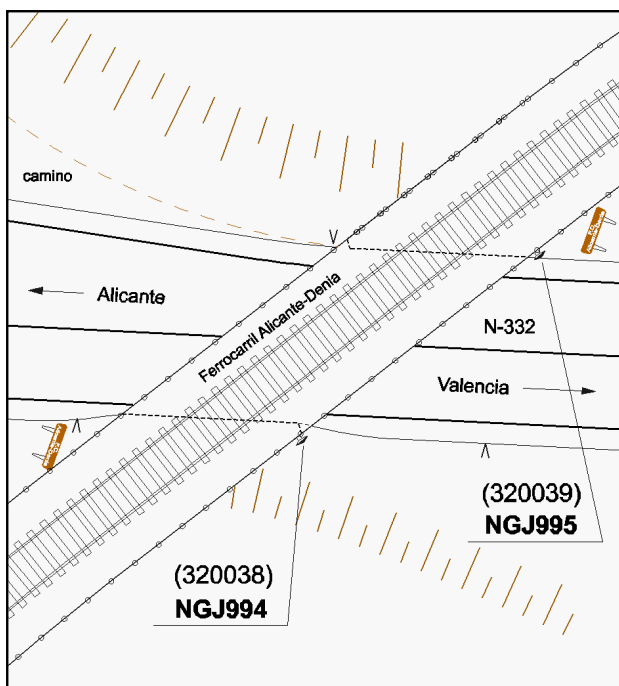 camino
Alicante
Ferrocarril Alicante-Denia
N-332
Valencia
(320039)
NGJ995
(320038)
NGJ994